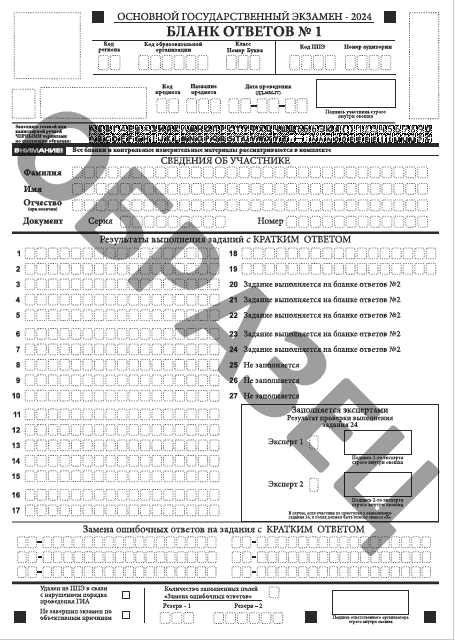 ОСНОВНОЙ ГОСУДАРСТВЕННЫЙ ЭКЗАМЕН - 2024
БЛАНК ОТВЕТОВ № 1
Код региона
Код образовательной организации
Класс Номер Буква
Код ППЭ
Номер аудитории
Код предмета
Название предмета
Дата проведения (ДД-ММ-ГГ)
Подпись участника строго внутри окошка
ВНИМАНИЕ!
Все бланки и контрольные измерительные материалы рассматриваются в комплекте
СВЕДЕНИЯ ОБ УЧАСТНИКЕ
Фамилия
Имя
Отчество
(при наличии)
Документ Серия Номер
Результаты выполнения заданий с КРАТКИМ ОТВЕТОМ
1 18
2 19
3 20 Задание выполняется на бланке ответов №2
4 21 Задание выполняется на бланке ответов №2
5 22 Задание выполняется на бланке ответов №2
6 23 Задание выполняется на бланке ответов №2
7 24 Задание выполняется на бланке ответов №2
8 25 Не заполняется
9 26 Не заполняется
10 27 Не заполняется
11
12
13
14
15
16
17
Заполняется экспертами
Результат проверки выполнения
задания 24
Эксперт 1
Подпись 1-го эксперта
строго внутри окошка
Эксперт 2
Подпись 2-го эксперта
строго внутри окошка
Замена ошибочных ответов на задания с КРАТКИМ ОТВЕТОМ
Удален из ППЭ в связи
с нарушением порядка
проведения ГИА
Не завершил экзамен по
объективным причинам
Количество заполненных полей
«Замена ошибочных ответов»
Резерв - 1
Резерв - 2
Подпись ответственного организатора
строго внутри окошка
ОБРАЗЕЦ